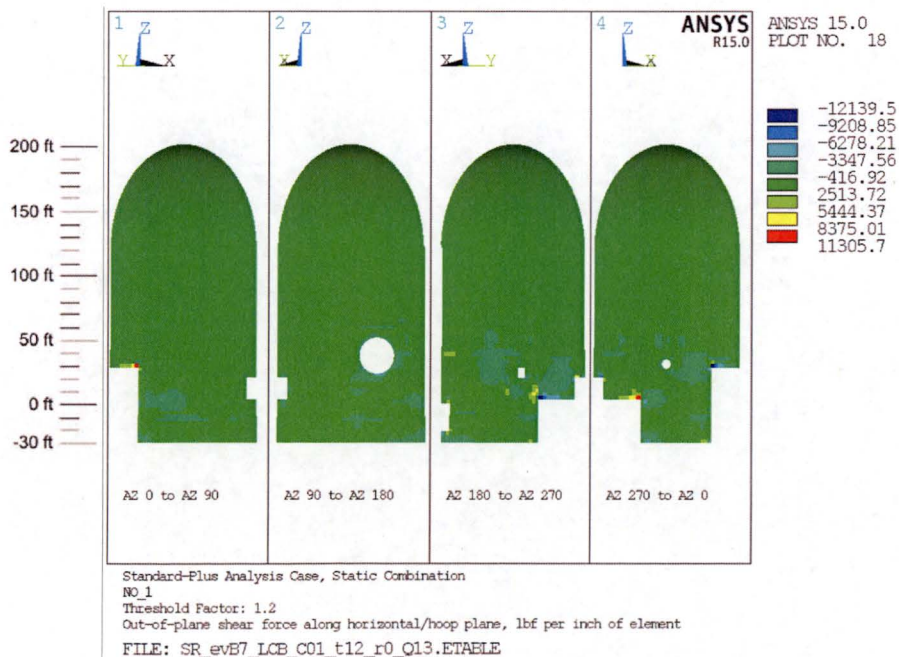 1 2 3 4
ANSYS
R15.0
ANSYS 15.0
PLOT NO. 18
Z Y X
Z X
Z X Y
Z X
-12139.5
-9208.85
-6278.21
-3347.56
-416.92
2513.72
5444.37
8375.01
11305.7
200 ft
150 ft
100 ft
50 ft
0 ft
-30 ft
AZ 0 to AZ 90
AZ 90 to AZ 180
AZ 180 to AZ 270
AZ 270 to AZ 0
Standard-Plus Analysis Case, Static Combination
NO_1
Threshold Factor: 1.2
Out-of-plane shear force along horizontal/hoop plane, lbf per inch of element
FILE: SR_evB7_LCB_C01_t12_r0_Q13.ETABLE